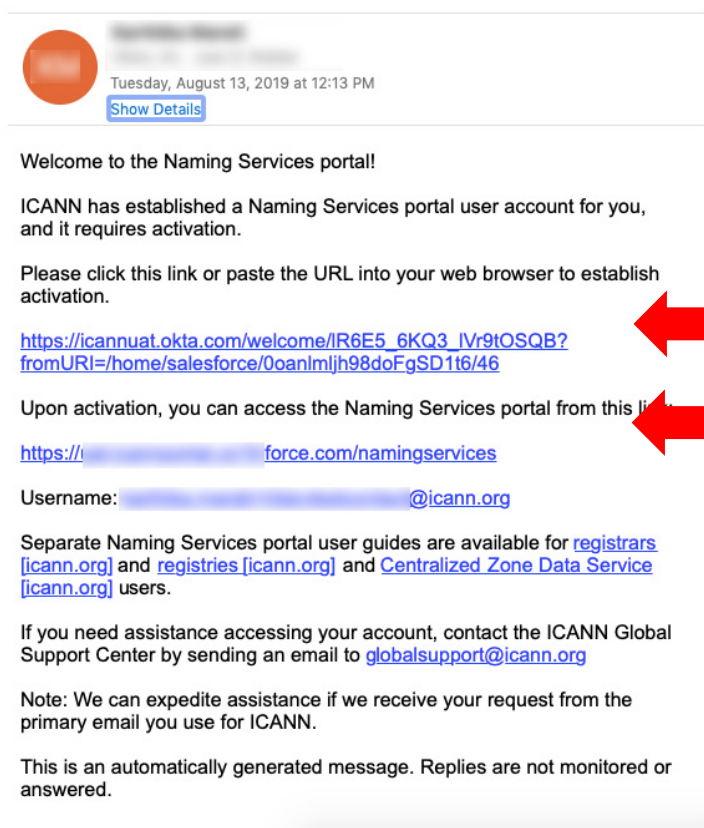 Tuesday, August 13, 2019 at 12:13 PM
Show Details
Welcome to the Naming Services portal!
ICANN has established a Naming Services portal user account for you,
and it requires activation.
Please click this link or paste the URL into your web browser to establish
activation.
https://icannuat.okta.com/welcome/lR6E5_6KQ3_lVr9tOSQB?
fromURI=/home/salesforce/0oanlmljh98doFgSD1t6/46
Upon activation, you can access the Naming Services portal from this
https:// force.com/namingservices
Username: @icann.org
Separate Naming Services portal user guides are available for registrars
[icann.org] and registries [icann.org] and Centralized Zone Data Service
[icann.org] users.
If you need assistance accessing your account, contact the ICANN Global
Support Center by sending an email to globalsupport@icann.org
Note: We can expedite assistance if we receive your request from the
primary email you use for ICANN.
This is an automatically generated message. Replies are not monitored or
answered.